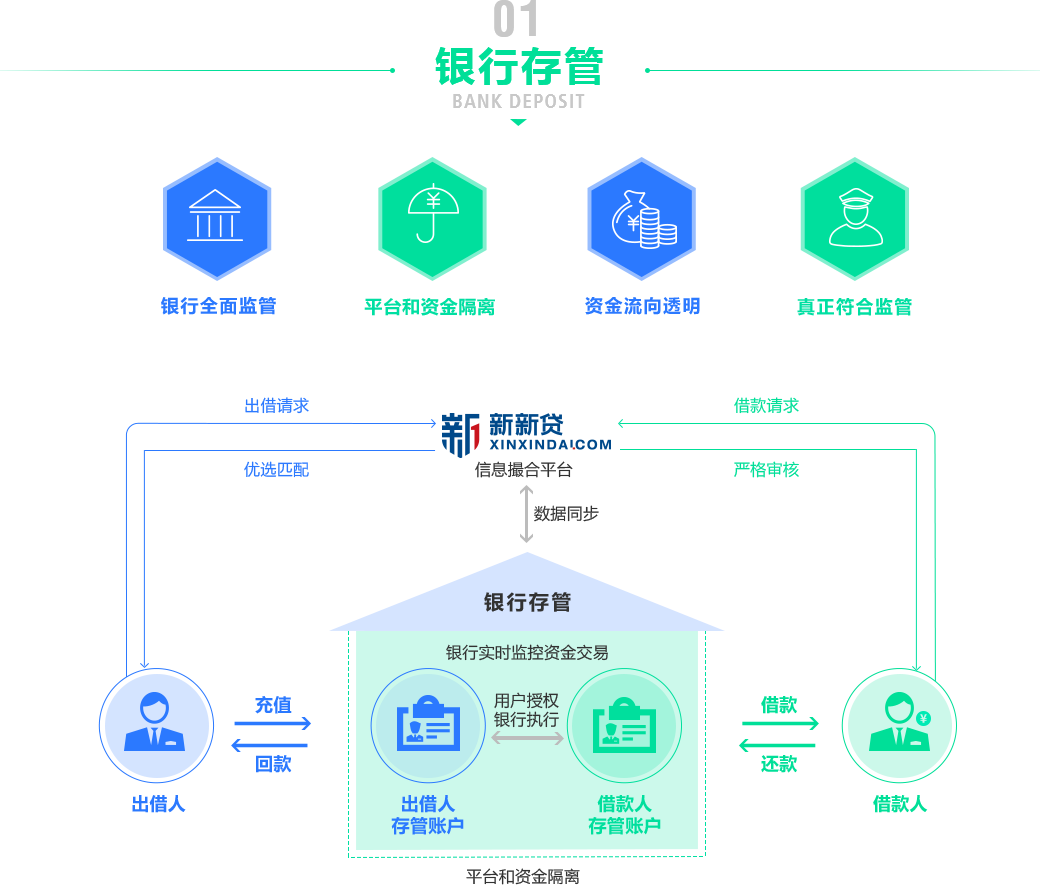 01
银行存管
BANK DEPOSIT
¥
¥
银行全面监管
平台和资金隔离
资金流向透明
真正符合监管
出借请求
新新贷
XINXINDAI.COM
借款请求
优选匹配
信息撮合平台
严格审核
数据同步
银行存管
银行实时监控资金交易
充值
用户授权
银行执行
借款
¥
回款
还款
出借人
出借人
存管账户
借款人
存管账户
借款人
平台和资金隔离